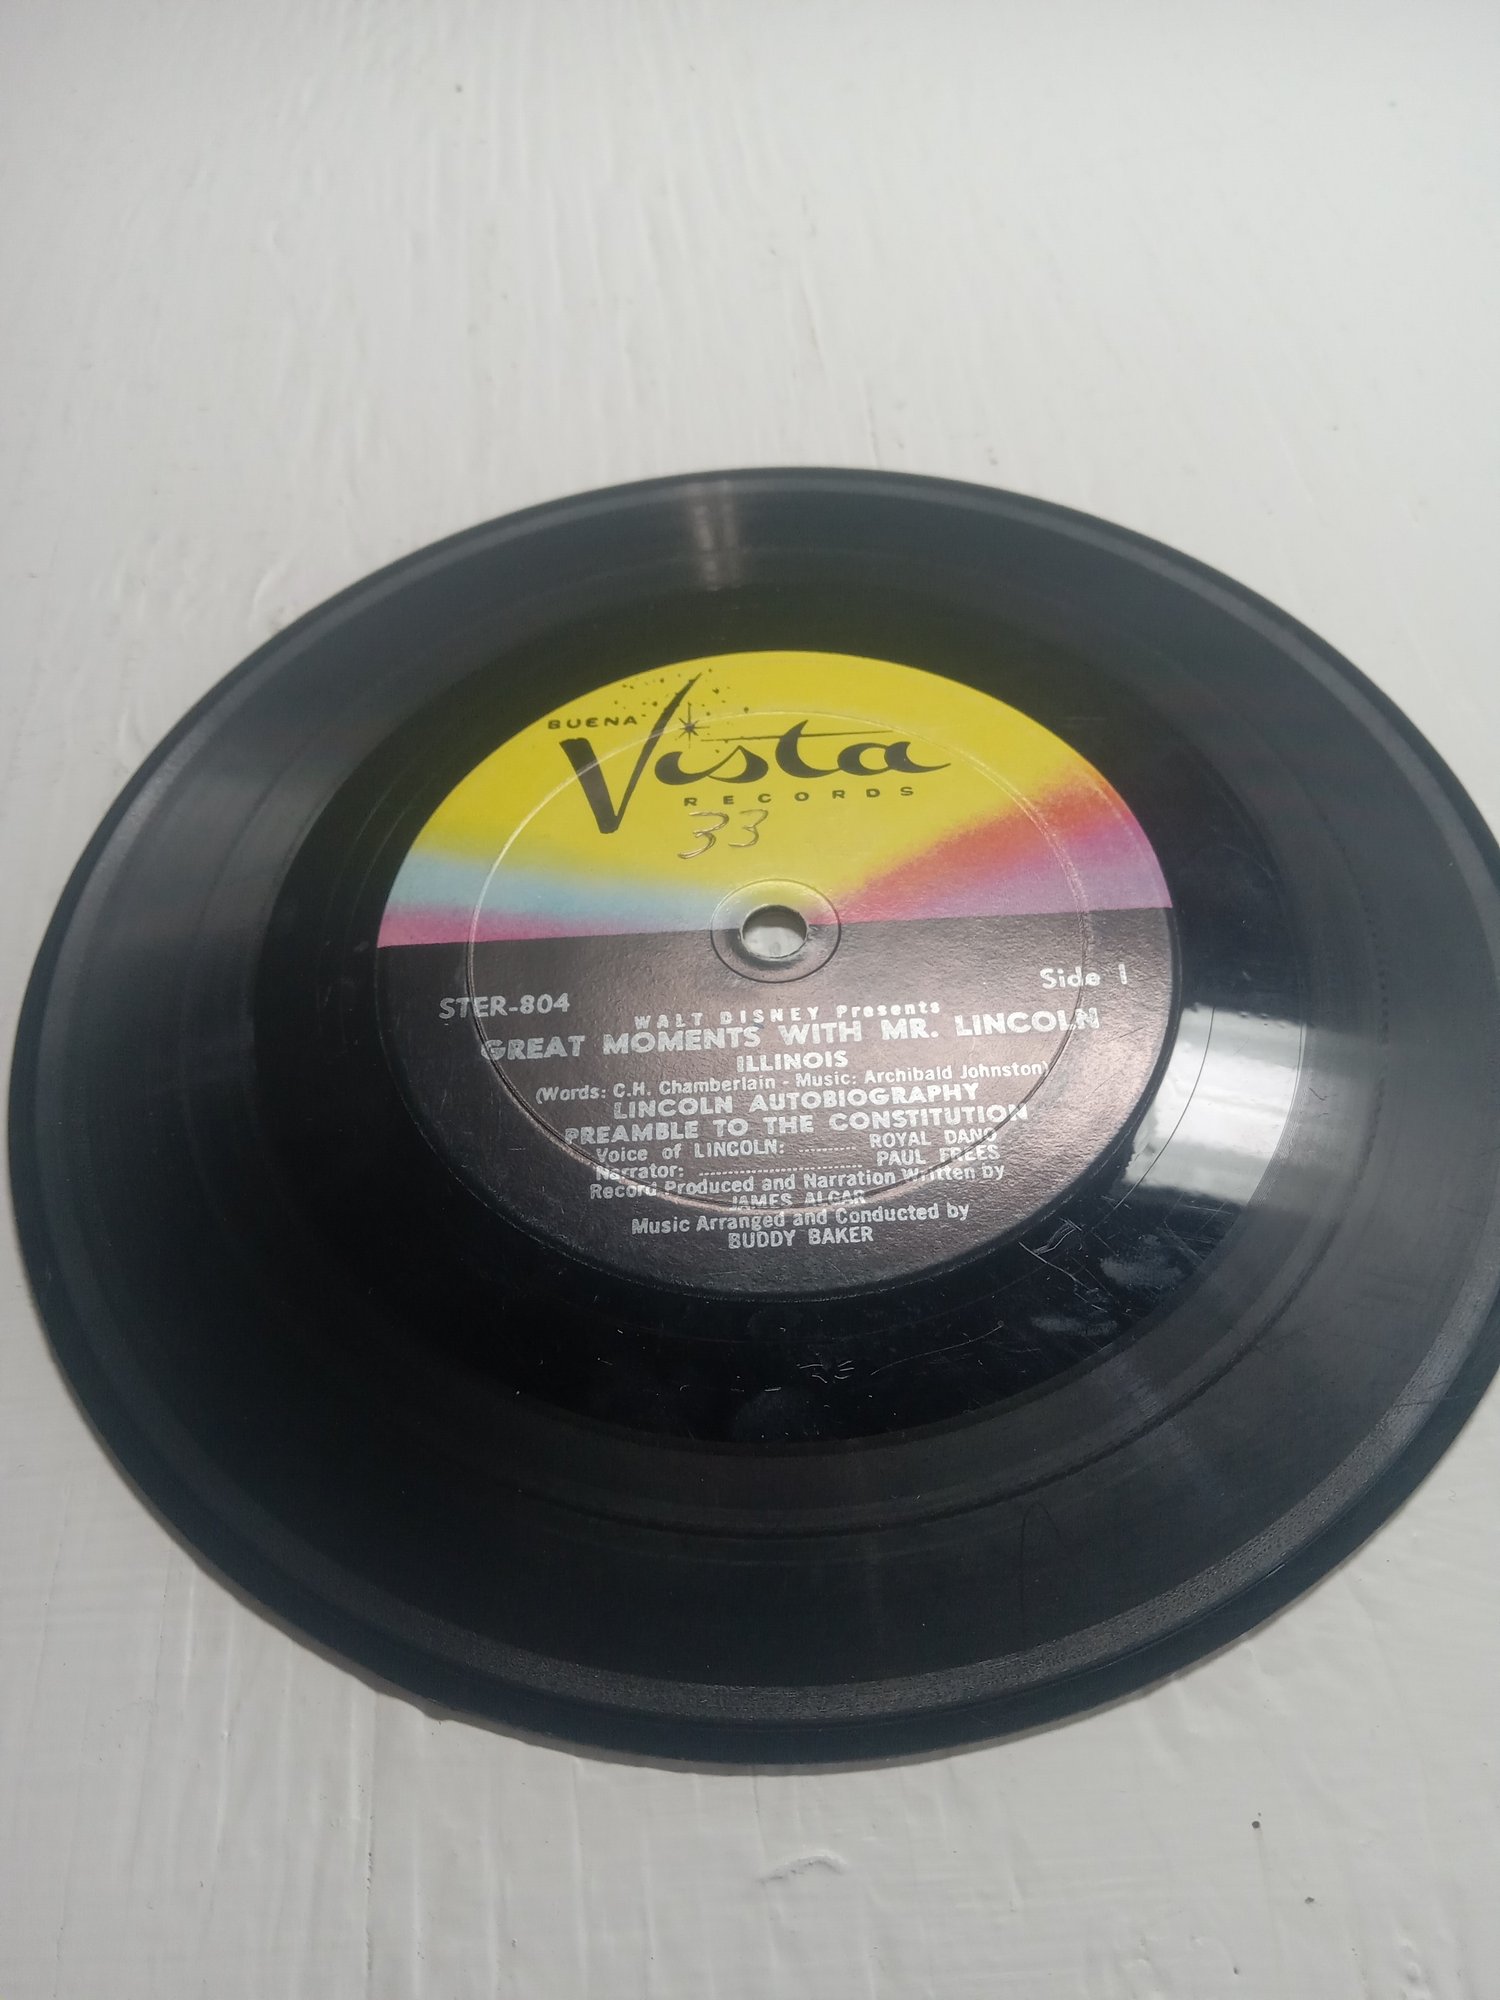 BUENA
Vista
RECORDS
33
STER-804
Side 1
WALT DISNEY Presents
GREAT MOMENTS WITH MR. LINCOLN
ILLINOIS
(Words: C.H. Chamberlain - Music: Archibald Johnston)
LINCOLN AUTOBIOGRAPHY
PREAMBLE TO THE CONSTITUTION
Voice of LINCOLN: .......... ROYAL DANO
Narrator: .............................. PAUL FREES
Record Produced and Narration Written by
JAMES ALGAR
Music Arranged and Conducted by
BUDDY BAKER